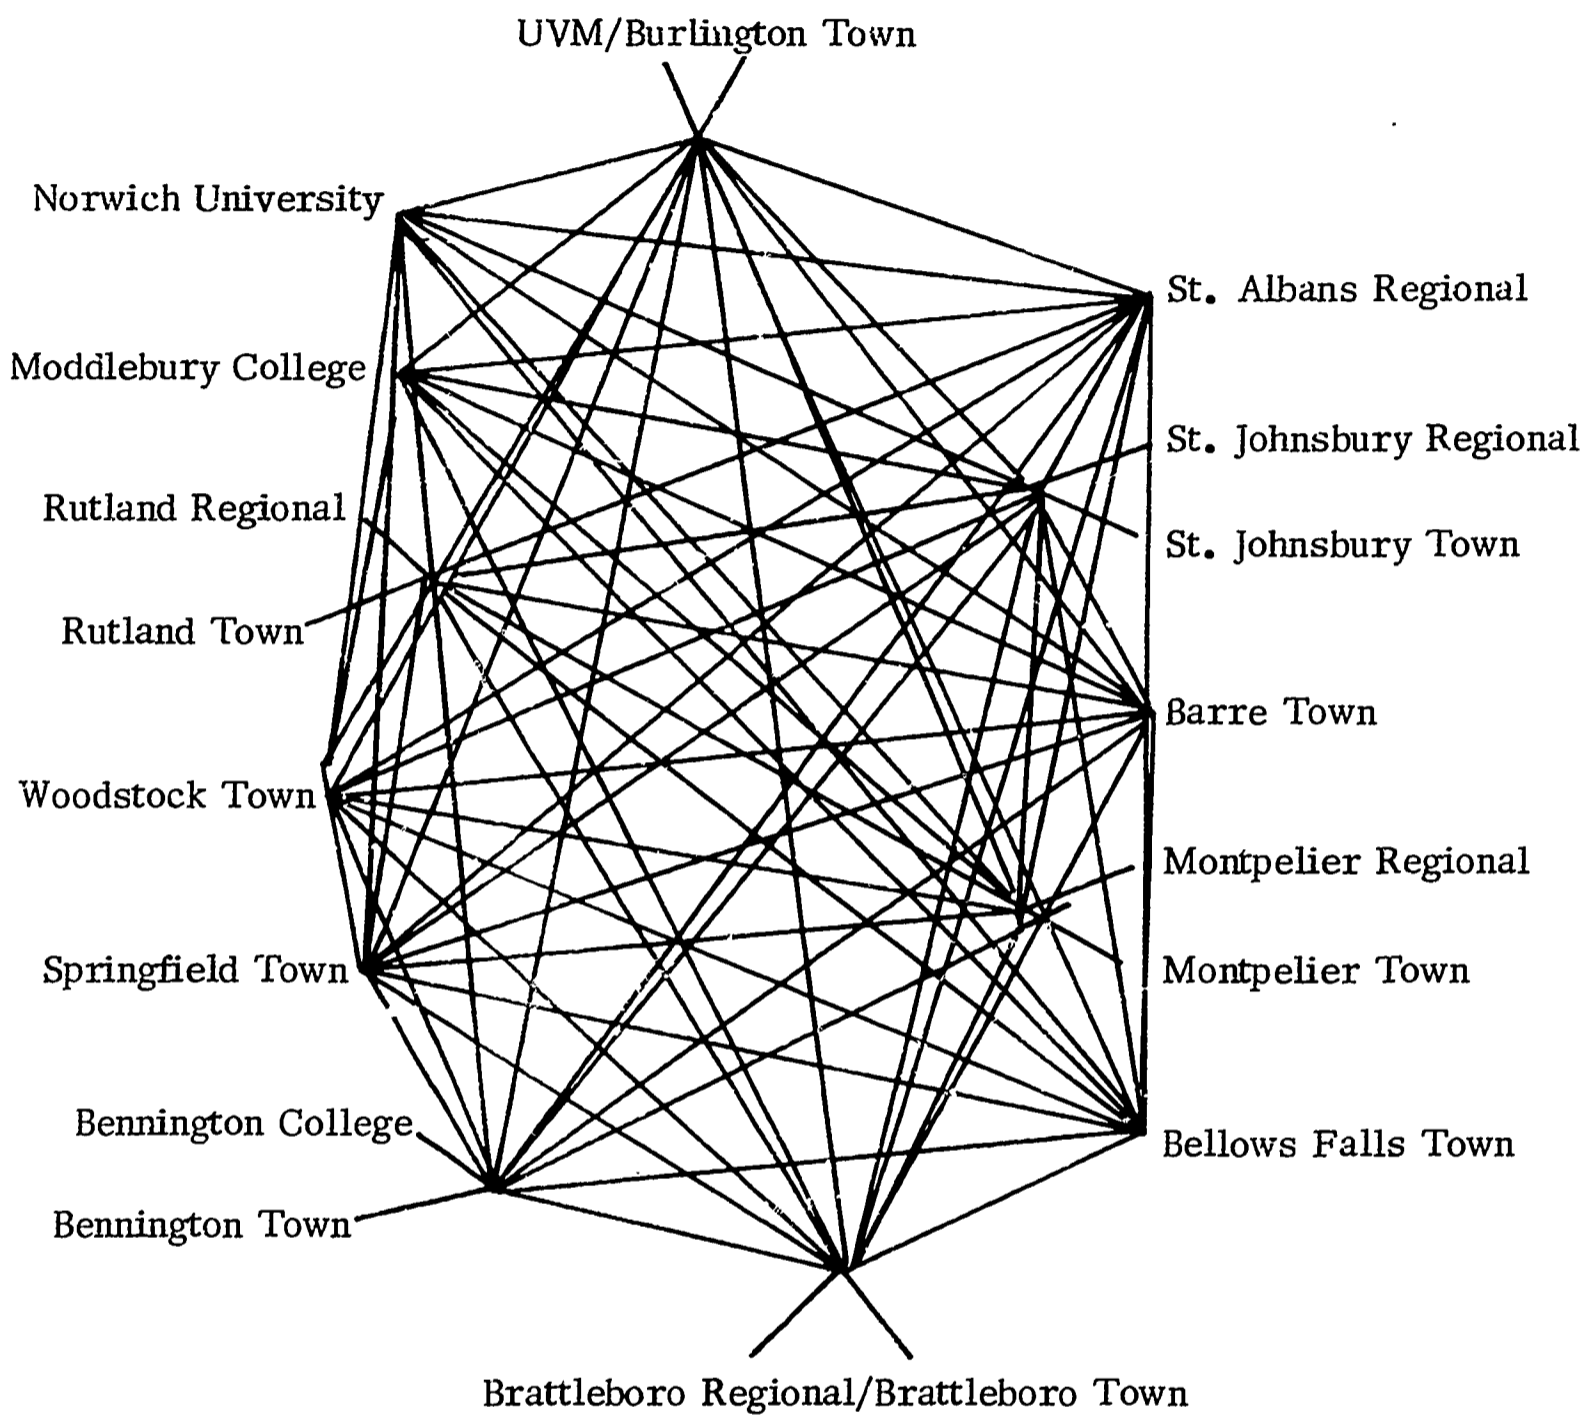 UVM/Burlington Town
Norwich University
St. Albans Regional
Moddlebury College
St. Johnsbury Regional
Rutland Regional
St. Johnsbury Town
Rutland Town
Barre Town
Woodstock Town
Montpelier Regional
Springfield Town
Montpelier Town
Bennington College
Bellows Falls Town
Bennington Town
Brattleboro Regional/Brattleboro Town